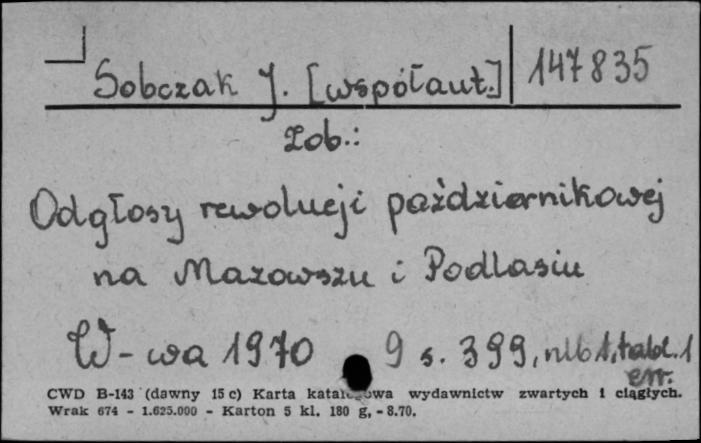 Sobczak J. [współaut.] 147835
Zob.:
Odgłosy rewolucji październikowej
na Mazowszu i Podlasiu
W-wa 1970 9 s. 399, nlb 1, tabl. 1
err.
CWD B-143 (dawny 15 c) Karta katalogowa wydawnictw zwartych i ciągłych.
Wrak 674 - 1.625.000 - Karton 5 kl. 180 g, - 8.70.